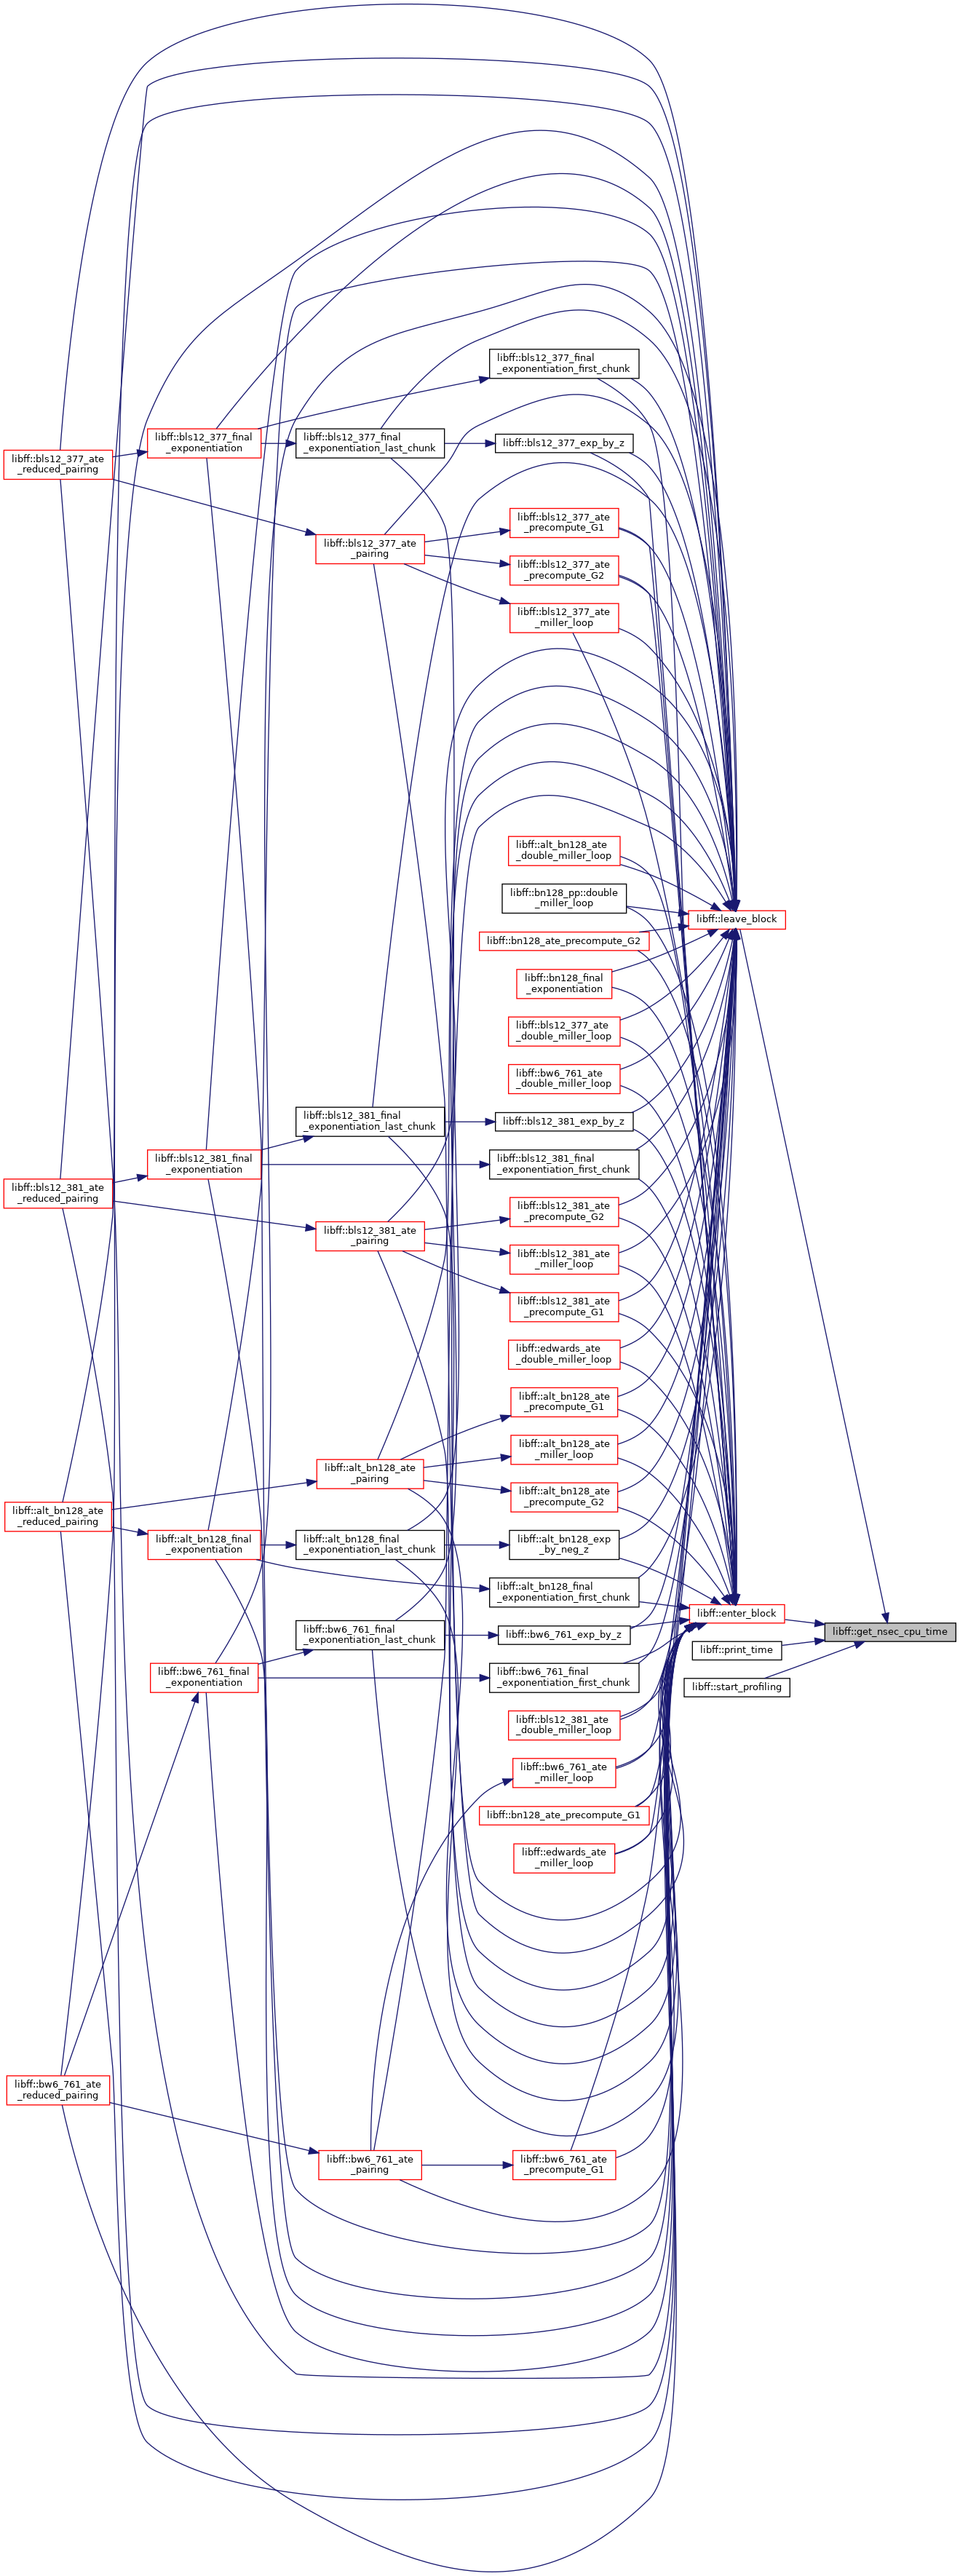 libff::bls12_377_final
_exponentiation_first_chunk
libff::bls12_377_final
_exponentiation
libff::bls12_377_final
_exponentiation_last_chunk
libff::bls12_377_exp_by_z
libff::bls12_377_ate
_reduced_pairing
libff::bls12_377_ate
_precompute_G1
libff::bls12_377_ate
_pairing
libff::bls12_377_ate
_precompute_G2
libff::bls12_377_ate
_miller_loop
libff::alt_bn128_ate
_double_miller_loop
libff::bn128_pp::double
_miller_loop
libff::leave_block
libff::bn128_ate_precompute_G2
libff::bn128_final
_exponentiation
libff::bls12_377_ate
_double_miller_loop
libff::bw6_761_ate
_double_miller_loop
libff::bls12_381_final
_exponentiation_last_chunk
libff::bls12_381_exp_by_z
libff::bls12_381_final
_exponentiation
libff::bls12_381_final
_exponentiation_first_chunk
libff::bls12_381_ate
_reduced_pairing
libff::bls12_381_ate
_precompute_G2
libff::bls12_381_ate
_pairing
libff::bls12_381_ate
_miller_loop
libff::bls12_381_ate
_precompute_G1
libff::edwards_ate
_double_miller_loop
libff::alt_bn128_ate
_precompute_G1
libff::alt_bn128_ate
_miller_loop
libff::alt_bn128_ate
_pairing
libff::alt_bn128_ate
_precompute_G2
libff::alt_bn128_ate
_reduced_pairing
libff::alt_bn128_final
_exponentiation
libff::alt_bn128_final
_exponentiation_last_chunk
libff::alt_bn128_exp
_by_neg_z
libff::alt_bn128_final
_exponentiation_first_chunk
libff::enter_block
libff::get_nsec_cpu_time
libff::bw6_761_final
_exponentiation_last_chunk
libff::bw6_761_exp_by_z
libff::print_time
libff::bw6_761_final
_exponentiation
libff::bw6_761_final
_exponentiation_first_chunk
libff::start_profiling
libff::bls12_381_ate
_double_miller_loop
libff::bw6_761_ate
_miller_loop
libff::bn128_ate_precompute_G1
libff::edwards_ate
_miller_loop
libff::bw6_761_ate
_reduced_pairing
libff::bw6_761_ate
_pairing
libff::bw6_761_ate
_precompute_G1